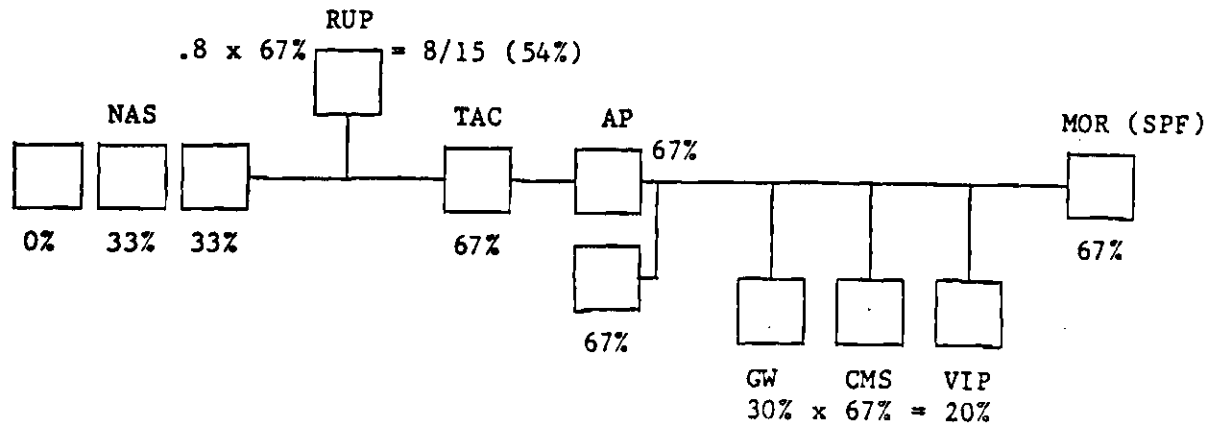 RUP
.8 x 67% = 8/15 (54%)
NAS
TAC
AP
67%
MOR (SPF)
0% 33% 33%
67%
67%
67%
GW CMS VIP
30% x 67% = 20%